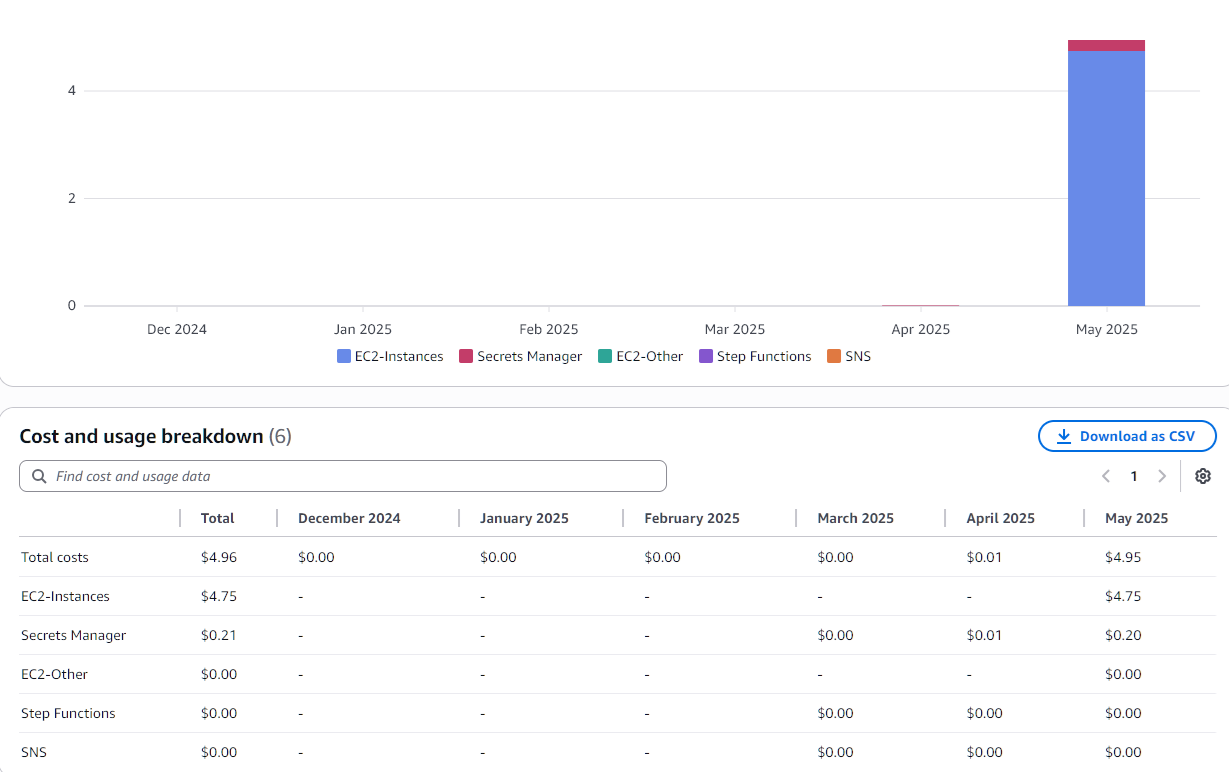 4
2
0
Dec 2024 Jan 2025 Feb 2025 Mar 2025 Apr 2025 May 2025
EC2-Instances Secrets Manager EC2-Other Step Functions SNS
Cost and usage breakdown (6)
Download as CSV
Find cost and usage data
1
Total December 2024 January 2025 February 2025 March 2025 April 2025 May 2025
Total costs $4.96 $0.00 $0.00 $0.00 $0.00 $0.01 $4.95
EC2-Instances $4.75 - - - - - $4.75
Secrets Manager $0.21 - - - $0.00 $0.01 $0.20
EC2-Other $0.00 - - - - - $0.00
Step Functions $0.00 - - - $0.00 $0.00 $0.00
SNS $0.00 - - - $0.00 $0.00 $0.00